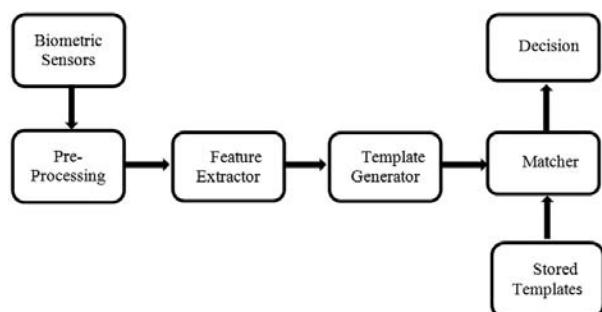 Biometric
Sensors
Decision
Pre-
Processing
Feature
Extractor
Template
Generator
Matcher
Stored
Templates